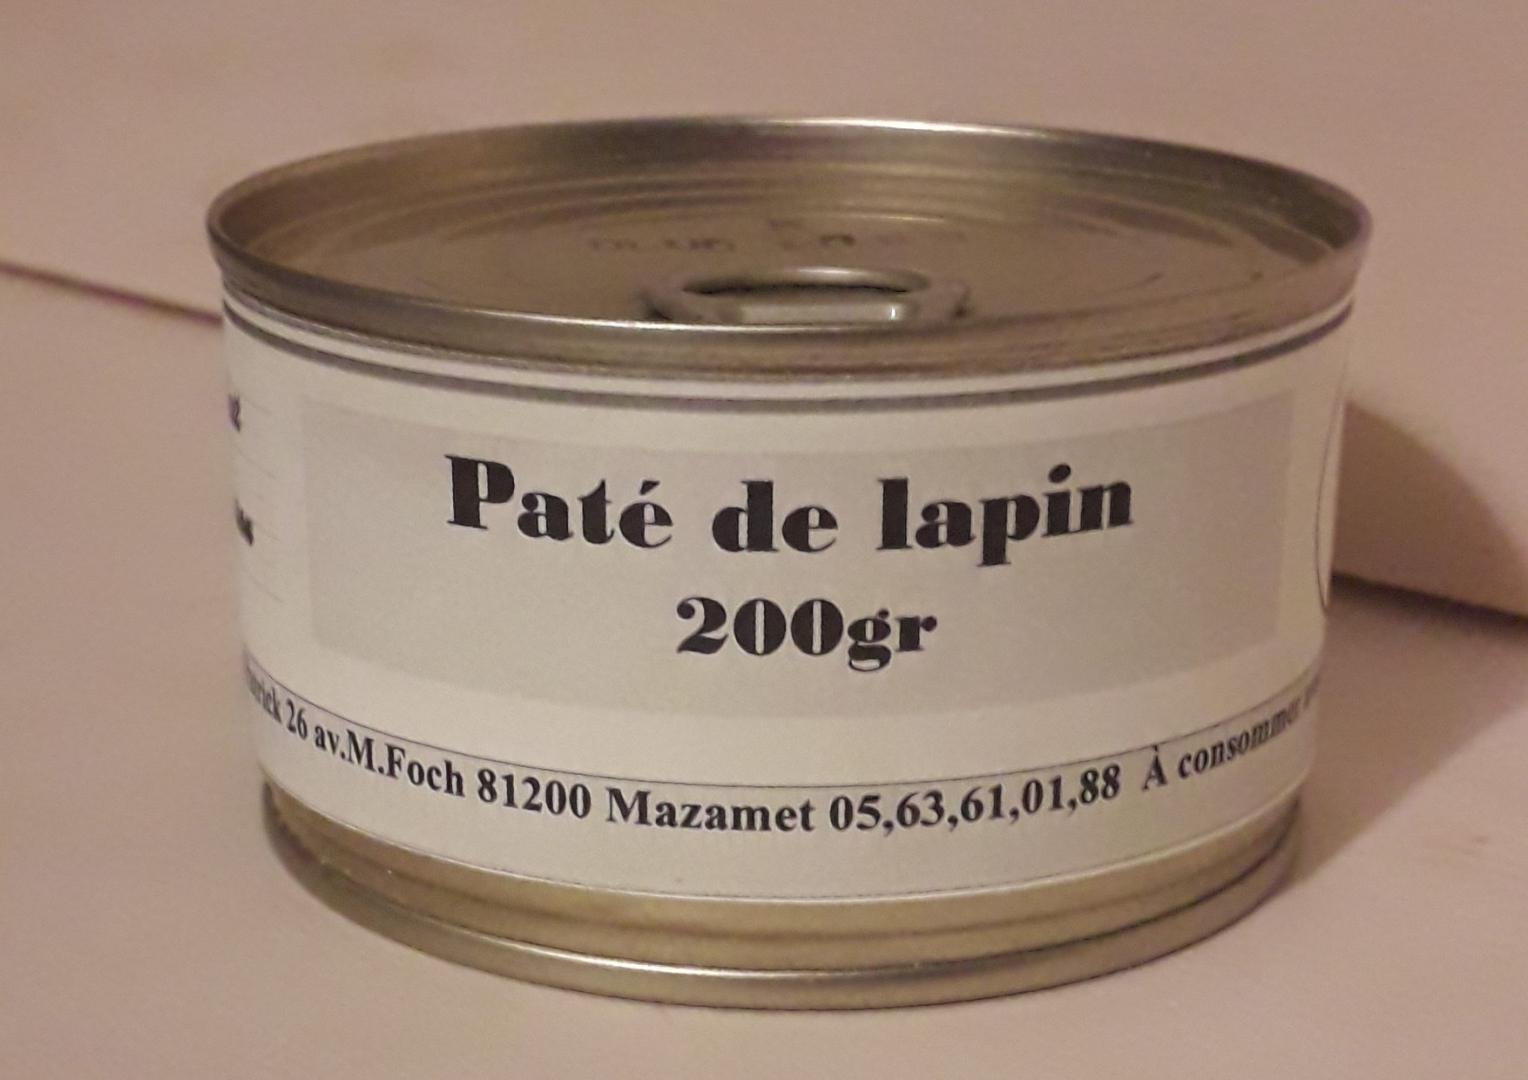 Paté de lapin
200gr
26 av.M.Foch 81200 Mazamet 05,63,61,01,88 À consommer